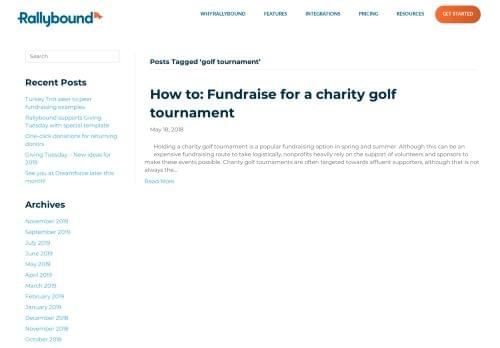 Rallybound
WHY RALLYBOUND
FEATURES
INTEGRATIONS
PRICING
RESOURCES
GET STARTED
Search
Recent Posts
Turkey Trot peer to peer
fundraising examples
Rallybound supports Giving
Tuesday with special template
One-click donations for returning
donors
Giving Tuesday – New ideas for
2019
See you at Dreamforce later this
month!
Archives
November 2019
September 2019
July 2019
June 2019
May 2019
April 2019
March 2019
February 2019
January 2019
December 2018
November 2018
October 2018
Posts Tagged 'golf tournament'
How to: Fundraise for a charity golf
tournament
May 18, 2018
Holding a charity golf tournament is a popular fundraising option in spring and summer. Although this can be an
expensive fundraising route to take logistically, nonprofits heavily rely on the support of volunteers and sponsors to
make these events possible. Charity golf tournaments are often targeted towards affluent supporters, although that is not
always the...
Read More